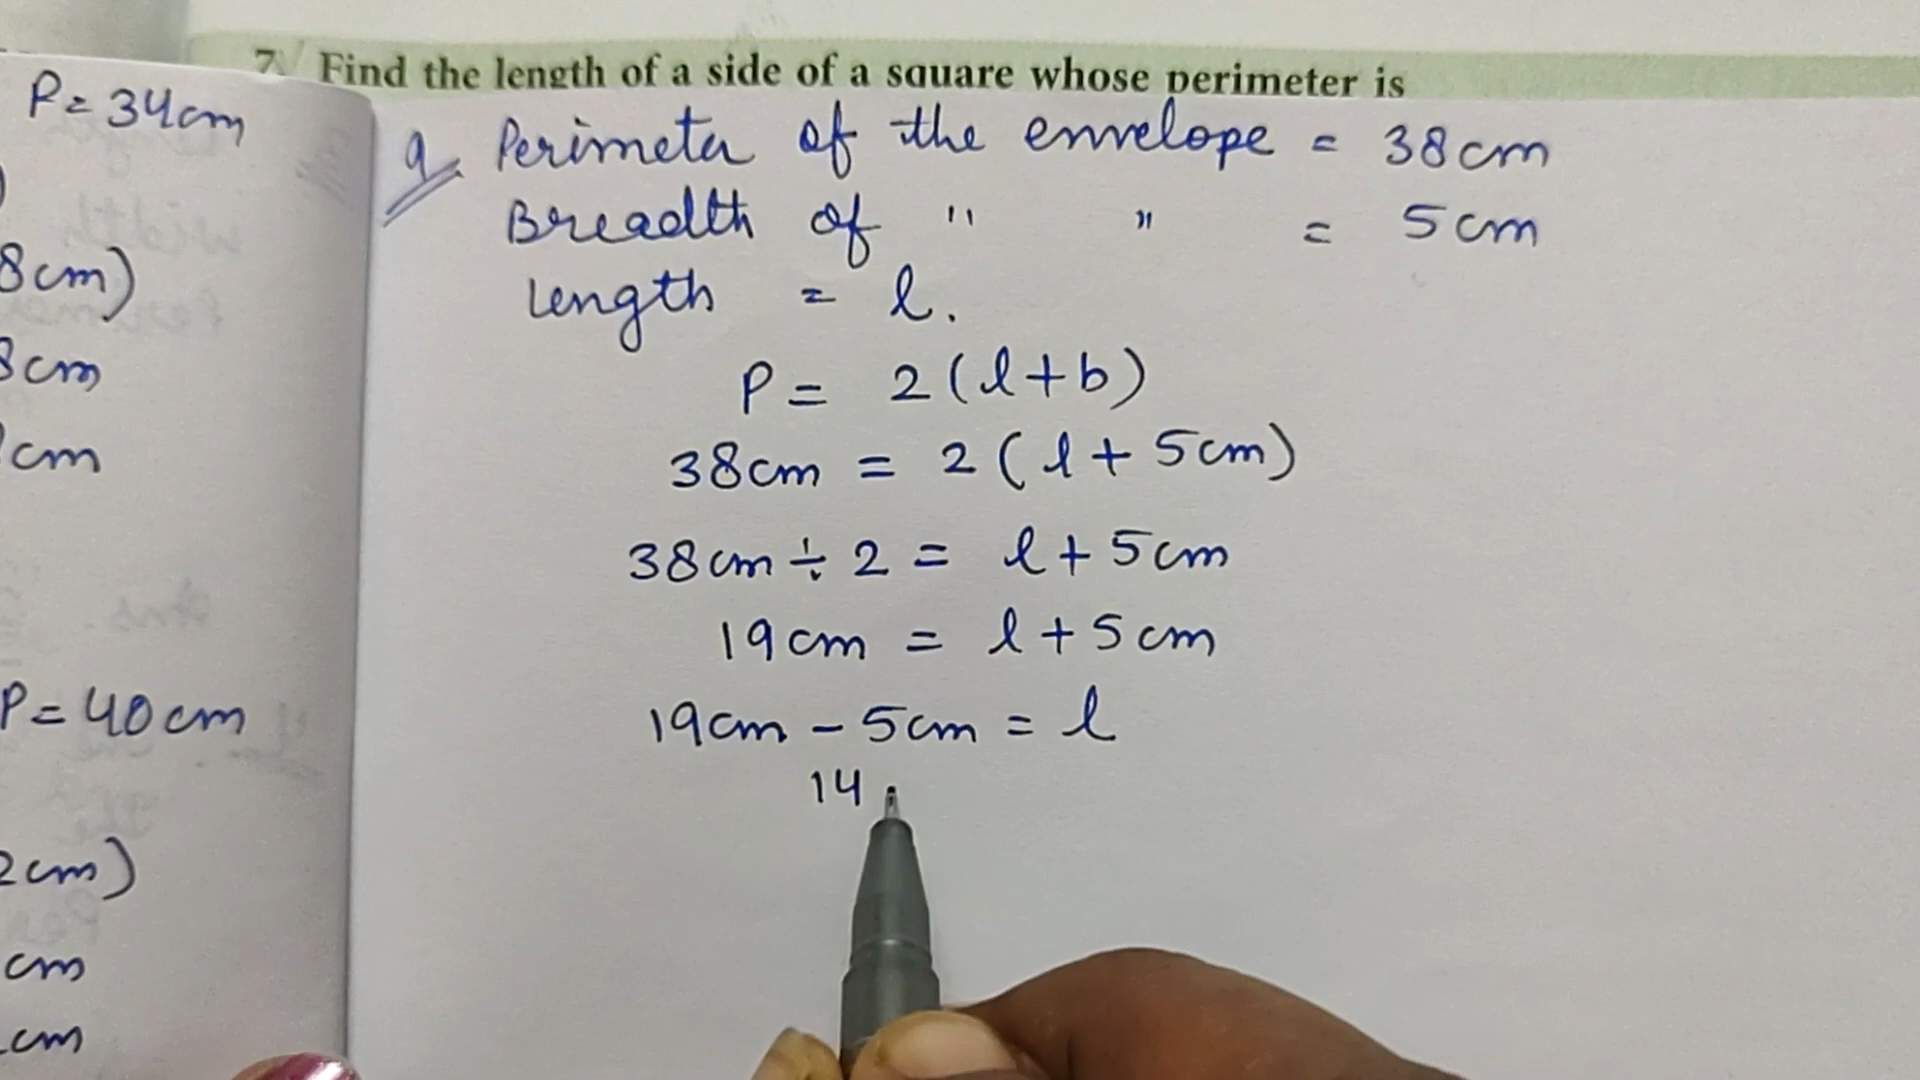 7. Find the length of a side of a square whose perimeter is
P = 34cm
8cm)
8cm
cm
P = 40cm
2cm)
cm
cm
9. Perimeter of the envelope = 38cm
Breadth of " " = 5cm
length = l.
P = 2(l+b)
38cm = 2(l+5cm)
38cm ÷ 2 = l+5cm
19cm = l+5cm
19cm - 5cm = l
14